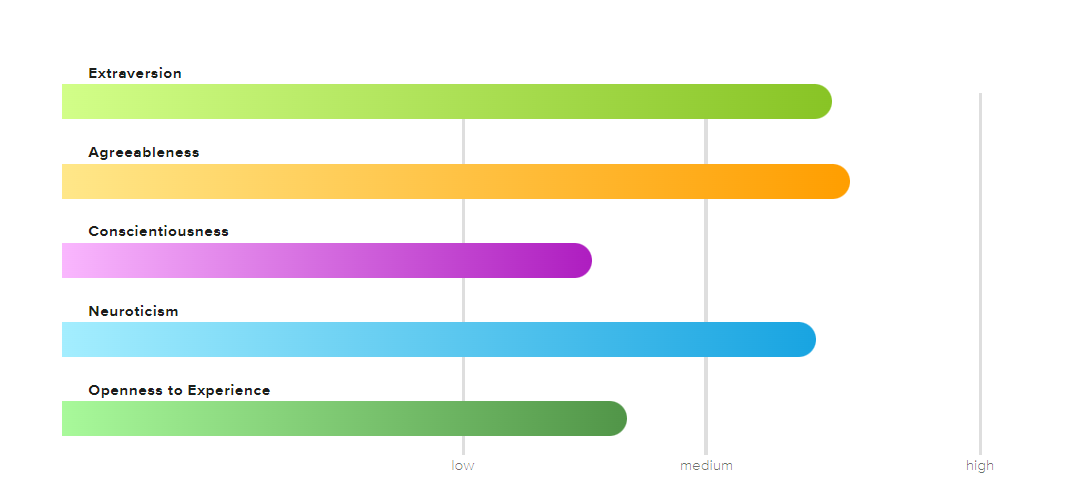 Extraversion
Agreeableness
Conscientiousness
Neuroticism
Openness to Experience
low medium high